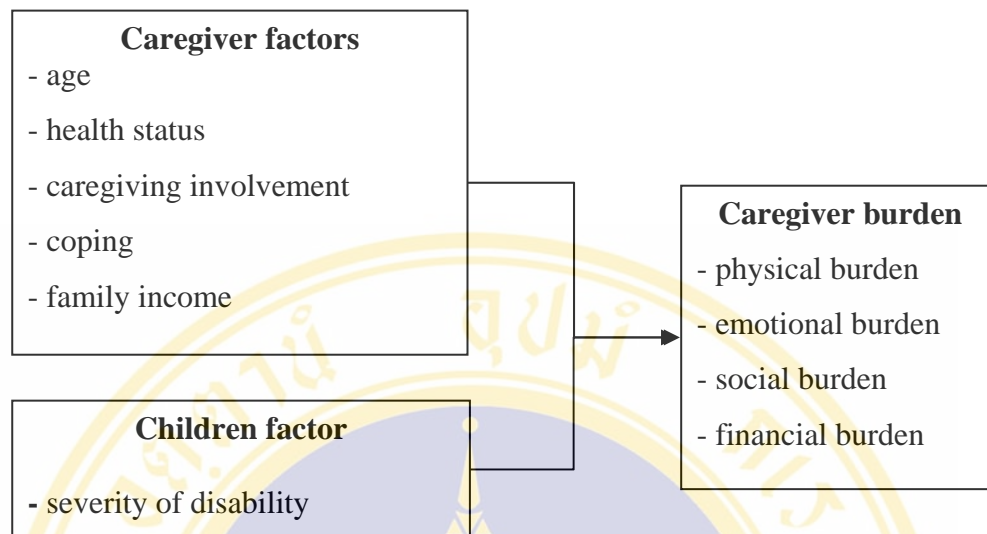 Caregiver factors
- age
- health status
- caregiving involvement
- coping
- family income
Children factor
- severity of disability
Caregiver burden
- physical burden
- emotional burden
- social burden
- financial burden